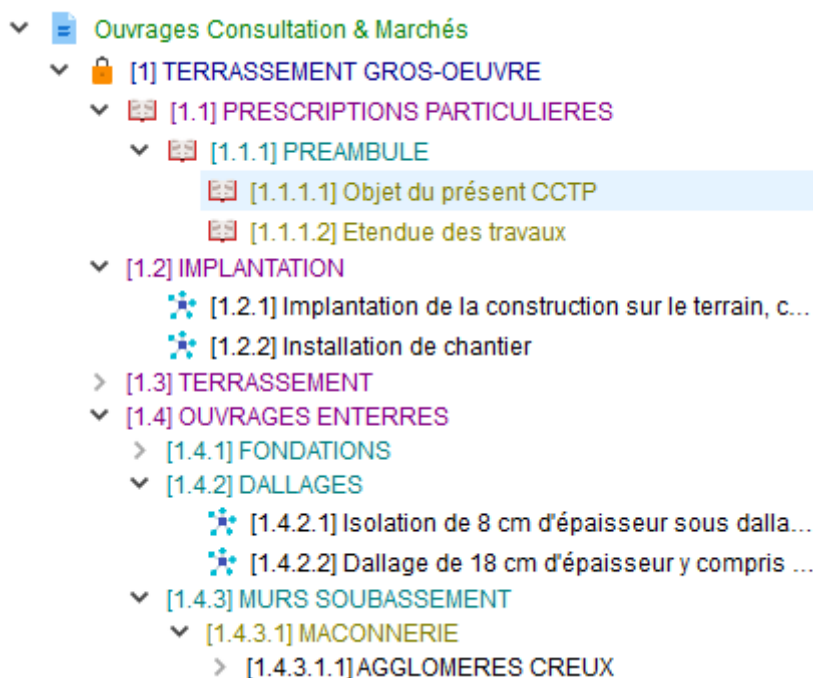 Ouvrages Consultation & Marchés
[1] TERRASSEMENT GROS-OEUVRE
[1.1] PRESCRIPTIONS PARTICULIERES
[1.1.1] PREAMBULE
[1.1.1.1] Objet du présent CCTP
[1.1.1.2] Etendue des travaux
[1.2] IMPLANTATION
[1.2.1] Implantation de la construction sur le terrain, c...
[1.2.2] Installation de chantier
[1.3] TERRASSEMENT
[1.4] OUVRAGES ENTERRES
[1.4.1] FONDATIONS
[1.4.2] DALLAGES
[1.4.2.1] Isolation de 8 cm d'épaisseur sous dalla...
[1.4.2.2] Dallage de 18 cm d'épaisseur y compris ...
[1.4.3] MURS SOUBASSEMENT
[1.4.3.1] MACONNERIE
[1.4.3.1.1] AGGLOMERES CREUX